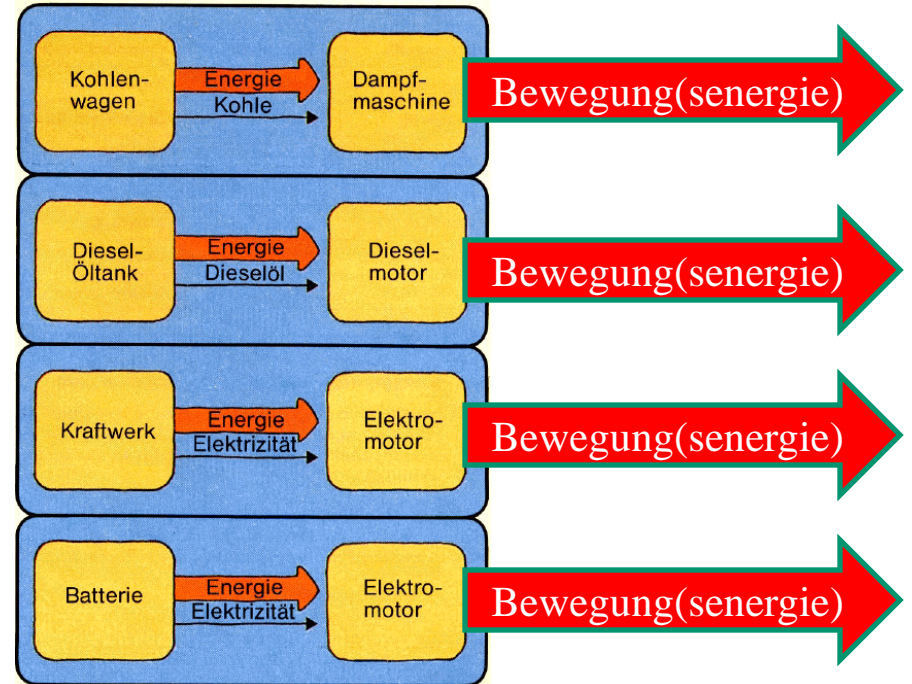 Kohlen-
wagen
Energie
Kohle
Dampf-
maschine
Bewegung(senergie)
Diesel-
Öltank
Energie
Dieselöl
Diesel-
motor
Bewegung(senergie)
Kraftwerk
Energie
Elektrizität
Elektro-
motor
Bewegung(senergie)
Batterie
Energie
Elektrizität
Elektro-
motor
Bewegung(senergie)